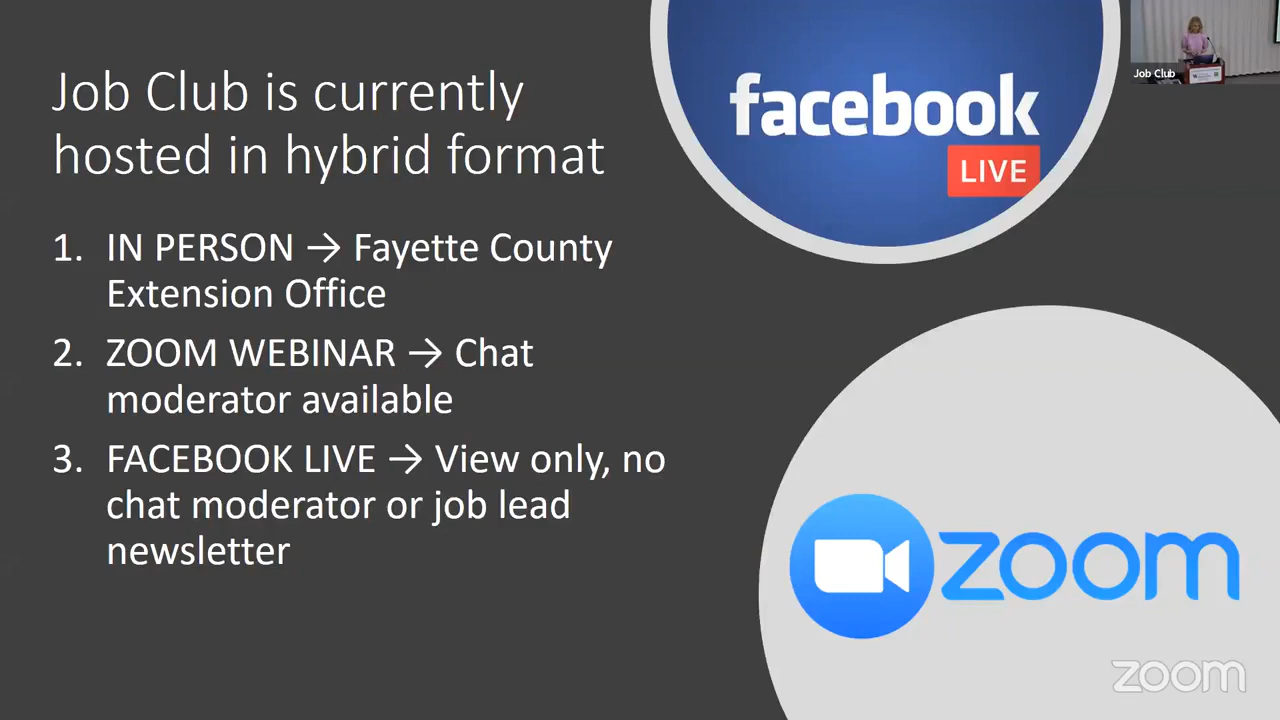 Job Club is currently
hosted in hybrid format
1. IN PERSON → Fayette County
Extension Office
2. ZOOM WEBINAR → Chat
moderator available
3. FACEBOOK LIVE → View only, no
chat moderator or job lead
newsletter
facebook
LIVE
Job Club
zoom
zoom